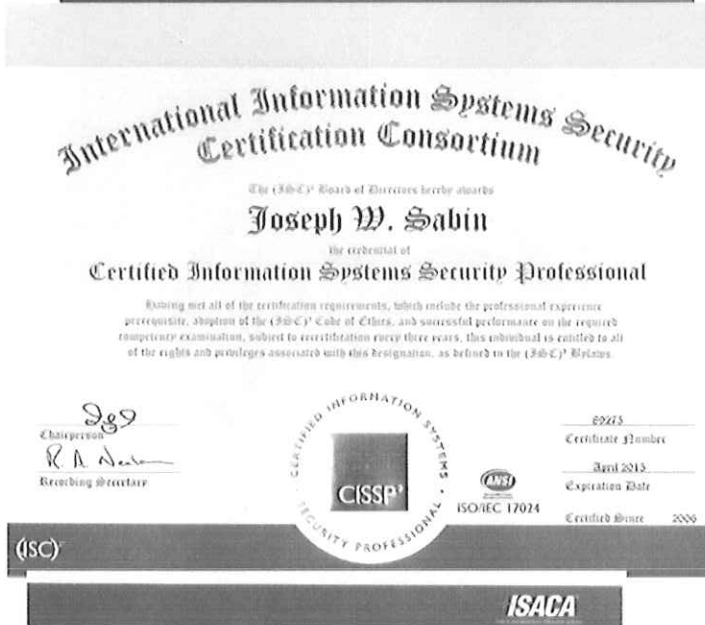 International Information Systems Security
Certification Consortium
The (ISC)² Board of Directors hereby awards
Joseph W. Sabin
the credential of
Certified Information Systems Security Professional
Having met all of the certification requirements, which include the professional experience
prerequisite, adoption of the (ISC)² Code of Ethics, and successful performance on the required
competency examination, subject to recertification every three years, this individual is entitled to all
of the rights and privileges associated with this designation, as defined in the (ISC)² Bylaws.
Chairperson
Recording Secretary
CERTIFIED INFORMATION SYSTEMS SECURITY PROFESSIONAL
CISSP®
ANSI
ISO/IEC 17024
Certificate Number
April 2015
Expiration Date
Certified Since 2006
(ISC)²
ISACA